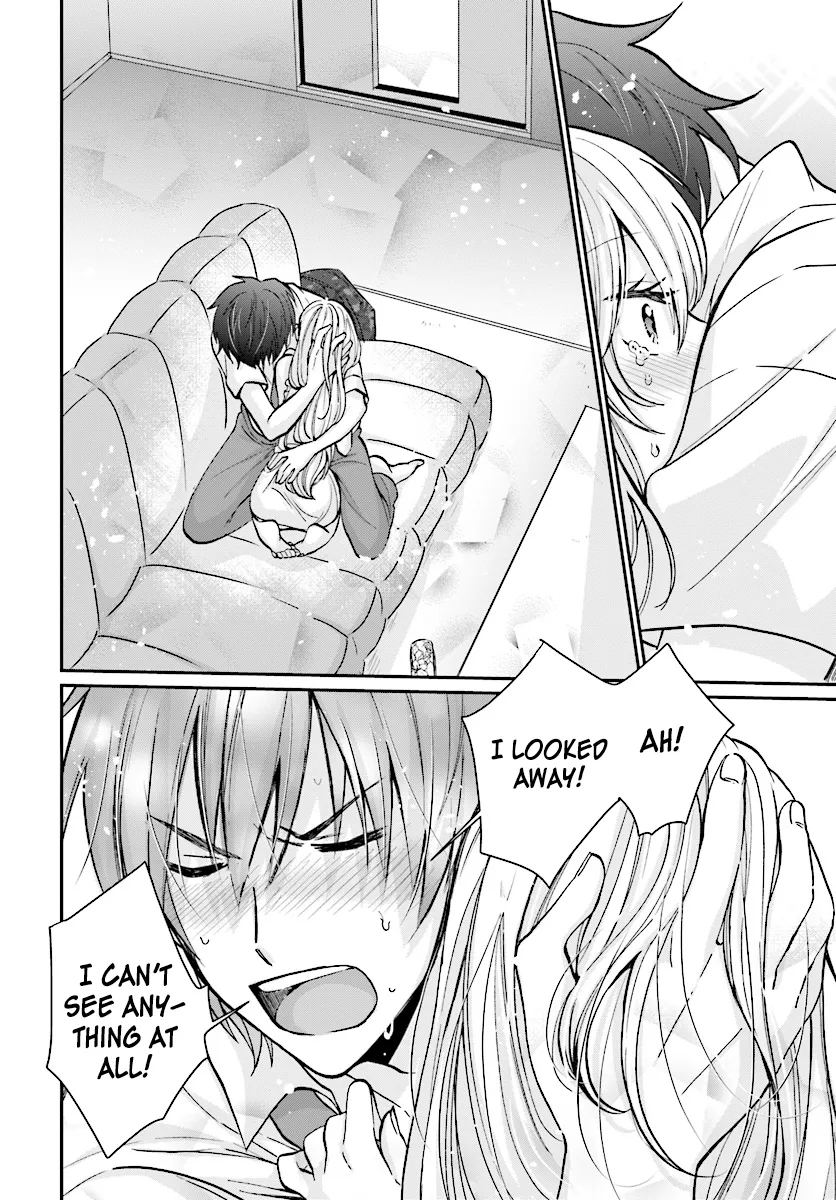 AH!
I LOOKED
AWAY!
I CAN'T
SEE ANY-
THING AT
ALL!